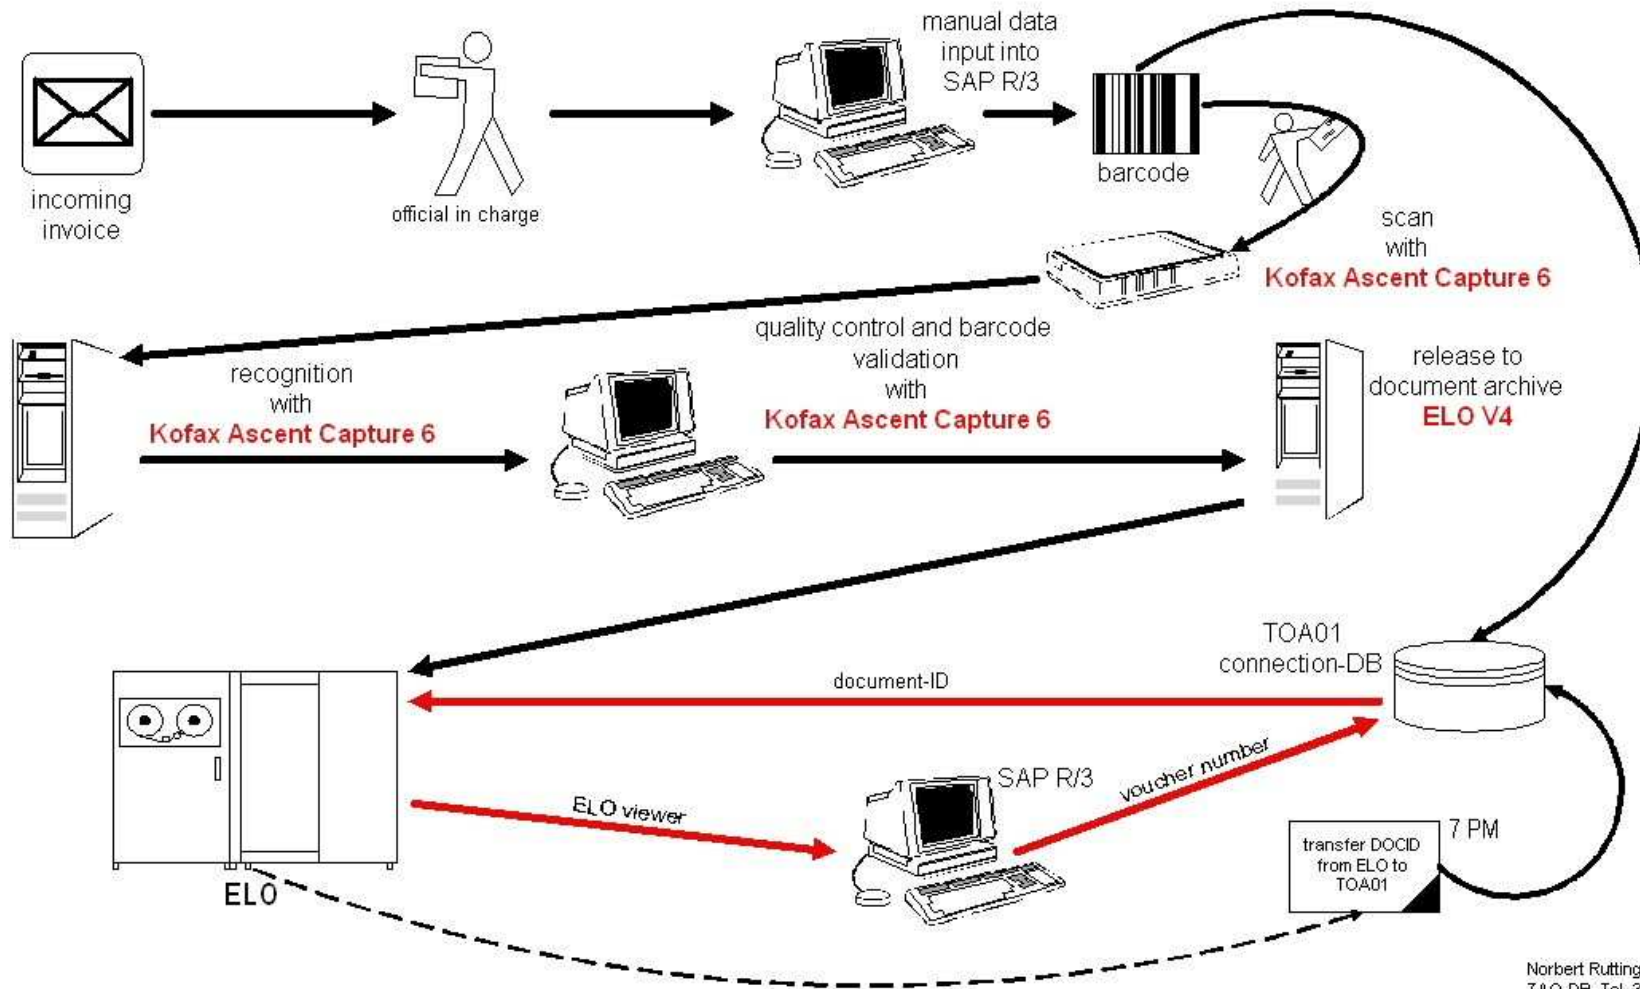 incoming
invoice
official in charge
manual data
input into
SAP R/3
barcode
scan
with
Kofax Ascent Capture 6
recognition
with
Kofax Ascent Capture 6
quality control and barcode
validation
with
Kofax Ascent Capture 6
release to
document archive
ELO V4
TOA01
connection-DB
document-ID
ELO viewer
SAP R/3
voucher number
7 PM
transfer DOCID
from ELO to
TOA01
ELO
Norbert Rutting